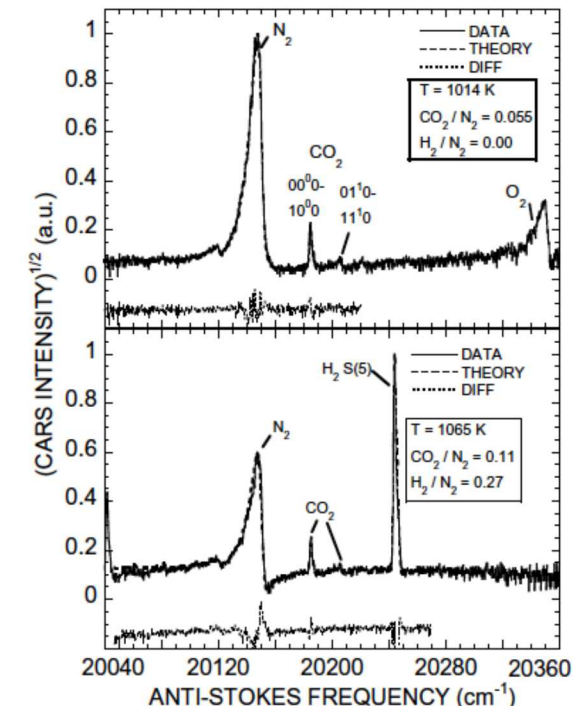 (CARS INTENSITY)^1/2 (a.u.)
1
0.8
0.6
0.4
0.2
0
N₂
CO₂
00⁰0-
10⁰0
01¹0-
11¹0
O₂
DATA
THEORY
DIFF
T = 1014 K
CO₂ / N₂ = 0.055
H₂ / N₂ = 0.00
1
0.8
0.6
0.4
0.2
0
N₂
CO₂
H₂ S(5)
DATA
THEORY
DIFF
T = 1065 K
CO₂ / N₂ = 0.11
H₂ / N₂ = 0.27
20040 20120 20200 20280 20360
ANTI-STOKES FREQUENCY (cm⁻¹)